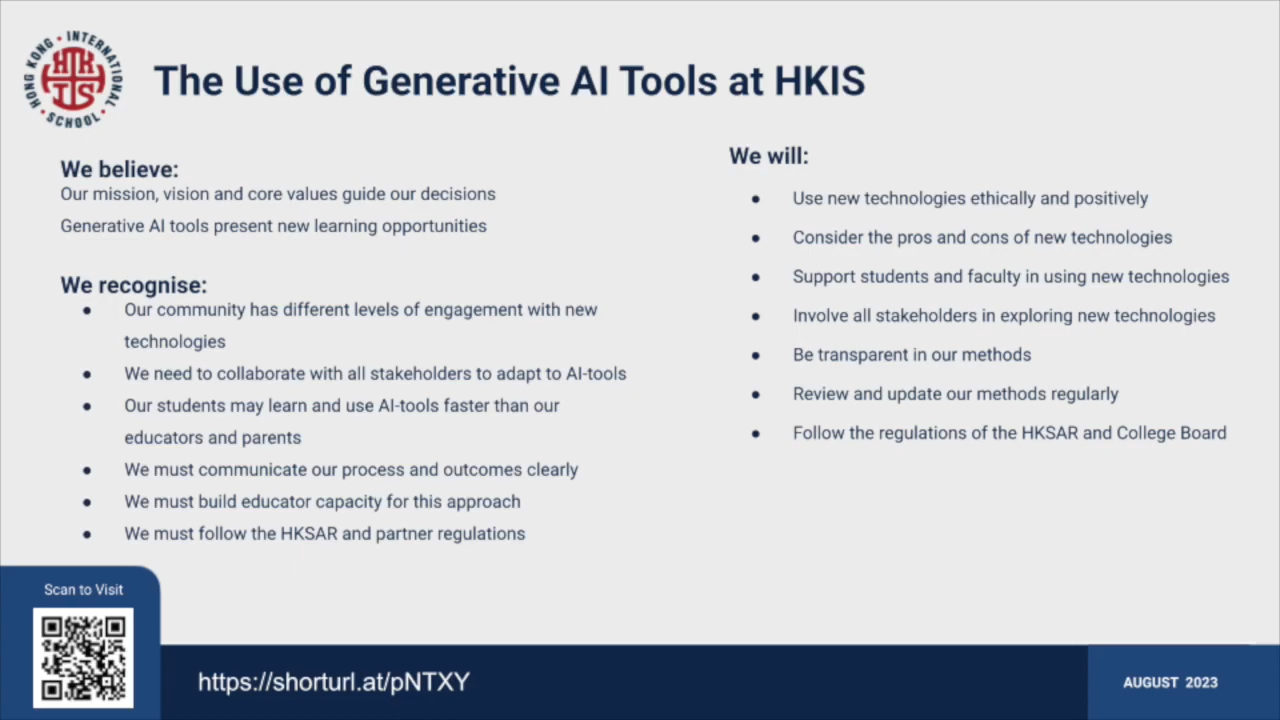 HONG KONG • INTERNATIONAL • SCHOOL •
HK
IS
The Use of Generative AI Tools at HKIS
We believe:
Our mission, vision and core values guide our decisions
Generative AI tools present new learning opportunities
We recognise:
● Our community has different levels of engagement with new
technologies
● We need to collaborate with all stakeholders to adapt to AI-tools
● Our students may learn and use AI-tools faster than our
educators and parents
● We must communicate our process and outcomes clearly
● We must build educator capacity for this approach
● We must follow the HKSAR and partner regulations
We will:
● Use new technologies ethically and positively
● Consider the pros and cons of new technologies
● Support students and faculty in using new technologies
● Involve all stakeholders in exploring new technologies
● Be transparent in our methods
● Review and update our methods regularly
● Follow the regulations of the HKSAR and College Board
Scan to Visit
https://shorturl.at/pNTXY
AUGUST 2023